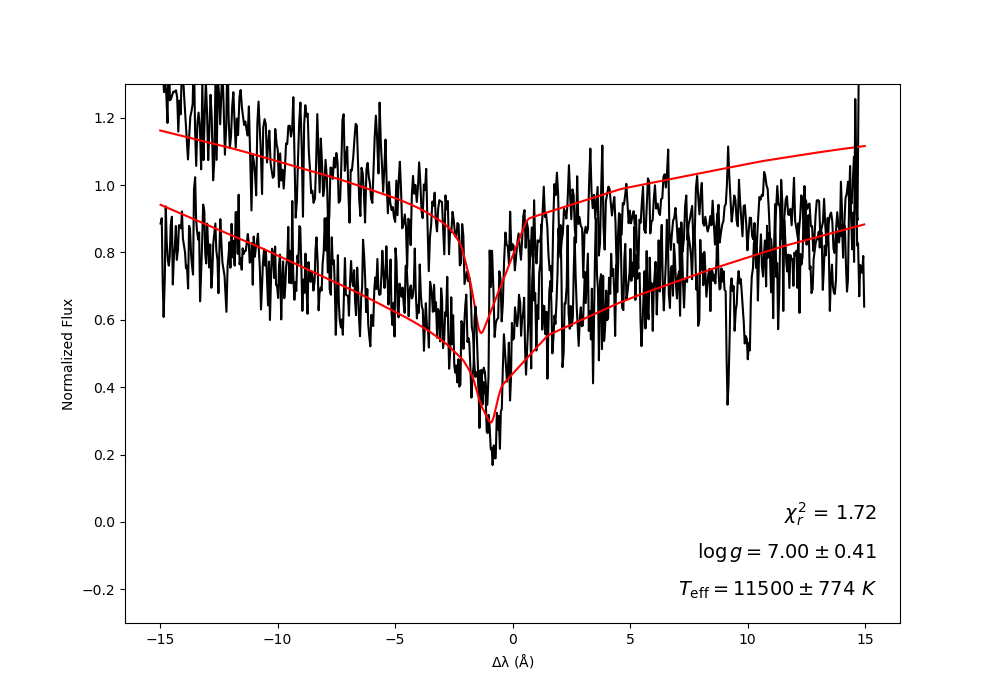 1.2
1.0
0.8
0.6
0.4
0.2
0.0
−0.2
Normalized Flux
χ²ᵣ = 1.72
log g = 7.00 ± 0.41
T_eff = 11500 ± 774 K
−15 −10 −5 0 5 10 15
Δλ (Å)